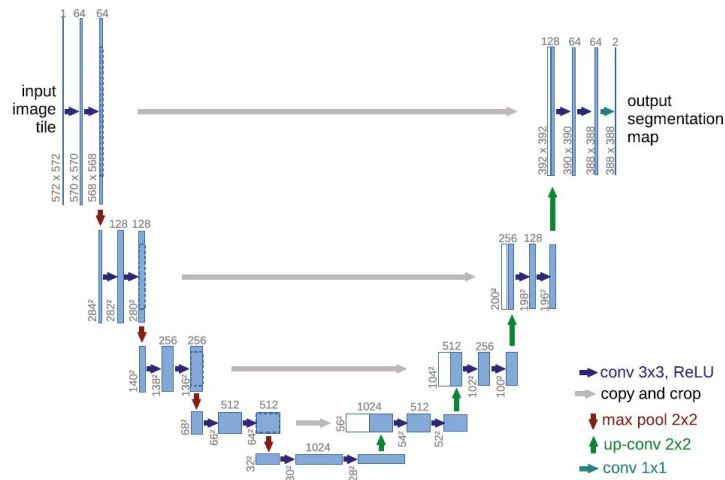 1
64
64
input
image
tile
572 x 572
570 x 570
568 x 568
128
64
64
2
output
segmentation
map
392 x 392
390 x 390
388 x 388
388 x 388
128
128
284²
282²
280²
256
128
200²
198²
196²
256
256
140²
138²
136²
512
256
104²
102²
100²
512
512
68²
66²
64²
1024
512
56²
54²
52²
1024
32²
30²
28²
conv 3x3, ReLU
copy and crop
max pool 2x2
up-conv 2x2
conv 1x1